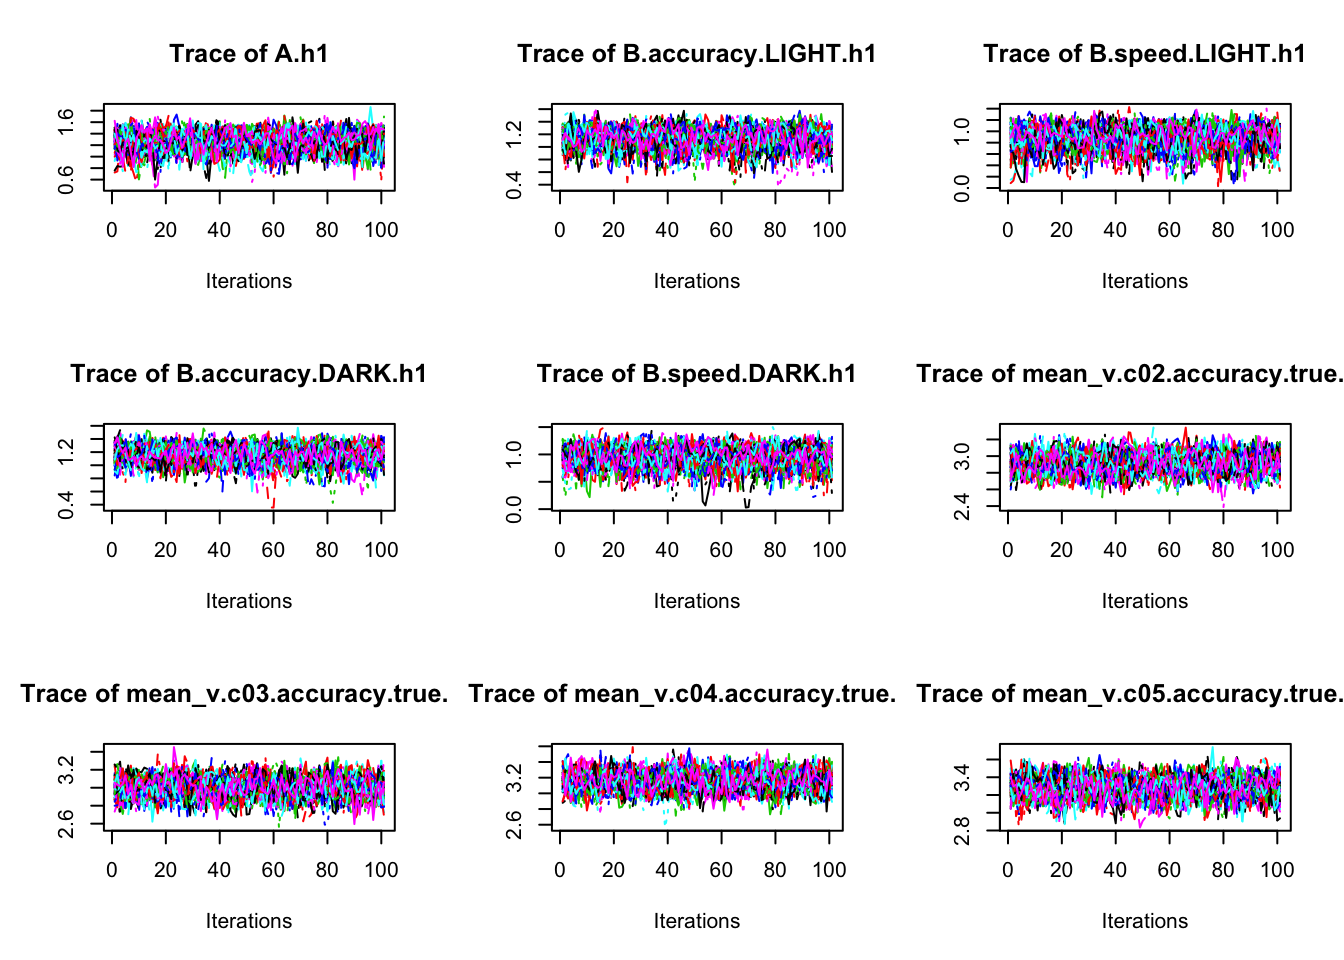 Trace of A.h1
1.6
0.6
0 20 40 60 80 100
Iterations
Trace of B.accuracy.LIGHT.h1
1.2
0.4
0 20 40 60 80 100
Iterations
Trace of B.speed.LIGHT.h1
1.0
0.0
0 20 40 60 80 100
Iterations
Trace of B.accuracy.DARK.h1
1.2
0.4
0 20 40 60 80 100
Iterations
Trace of B.speed.DARK.h1
1.0
0.0
0 20 40 60 80 100
Iterations
Trace of mean_v.c02.accuracy.true.
3.0
2.4
0 20 40 60 80 100
Iterations
Trace of mean_v.c03.accuracy.true.
3.2
2.6
0 20 40 60 80 100
Iterations
Trace of mean_v.c04.accuracy.true.
3.2
2.6
0 20 40 60 80 100
Iterations
Trace of mean_v.c05.accuracy.true.
3.4
2.8
0 20 40 60 80 100
Iterations